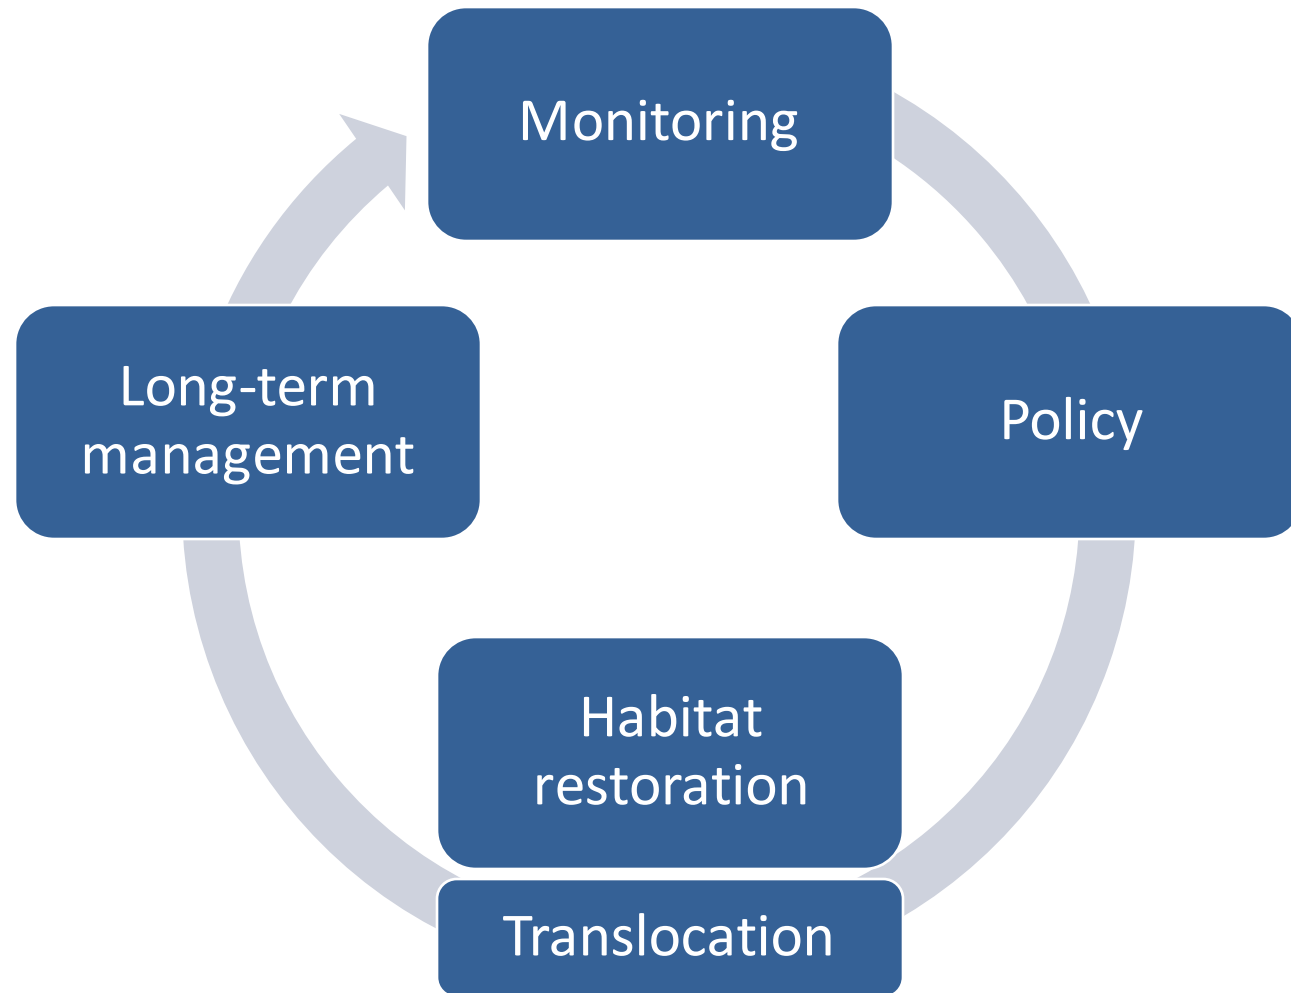 Monitoring
Policy
Habitat
restoration
Translocation
Long-term
management